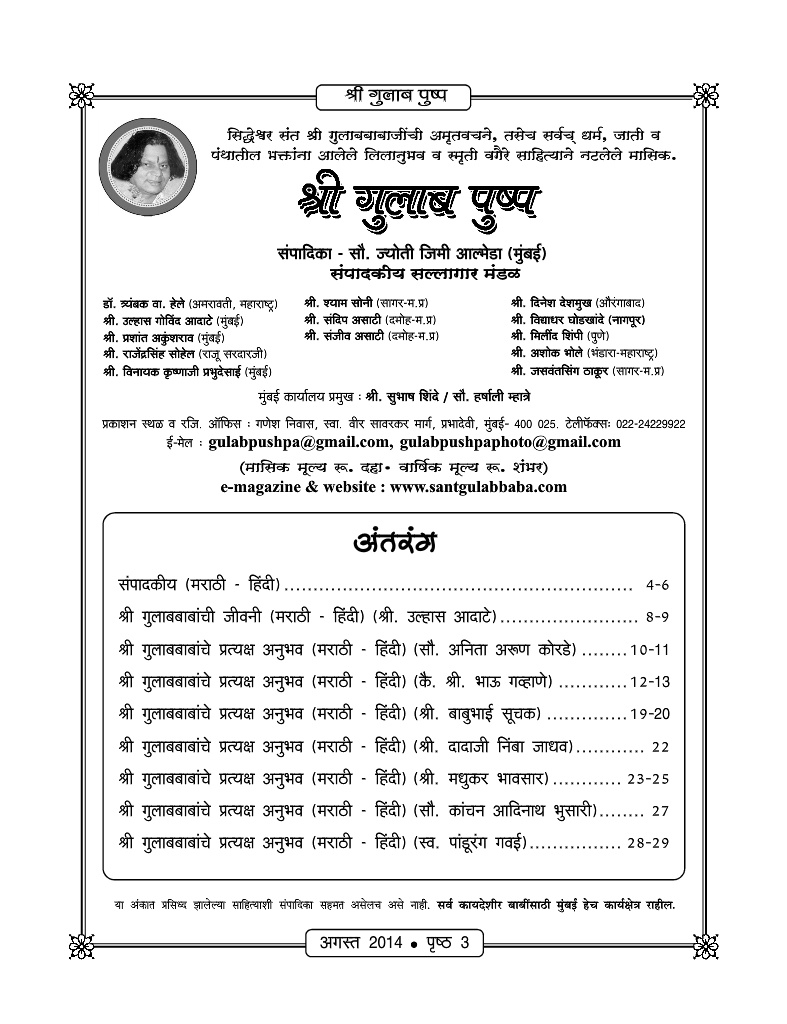 श्री गुलाब पुष्प
सिद्धेश्वर संत श्री गुलाबबाबाजींची अमृतवचने, तसेच सर्वच् धर्म, जाती व
पंथातील भक्तांना आलेले लिलानुभव व स्मृती वगैरे साहित्याने नटलेले मासिक.
श्री गुलाब पुष्प
संपादिका - सौ. ज्योती जिमी आल्मेडा (मुंबई)
संपादकीय सल्लागार मंडळ
डॉ. त्र्यंबक वा. हेले (अमरावती, महाराष्ट्र)
श्री. उल्हास गोविंद आदाटे (मुंबई)
श्री. प्रशांत अकुंशराव (मुंबई)
श्री. राजेंद्रसिंह सोहेल (राजू सरदारजी)
श्री. विनायक कृष्णाजी प्रभुदेसाई (मुंबई)
श्री. श्याम सोनी (सागर-म.प्र)
श्री. संदिप असाटी (दमोह-म.प्र)
श्री. संजीव असाटी (दमोह-म.प्र)
श्री. दिनेश देशमुख (औरंगाबाद)
श्री. विद्याधर घोडखांदे (नागपूर)
श्री. मिलींद शिंपी (पुणे)
श्री. अशोक भोले (भंडारा-महाराष्ट्र)
श्री. जसवंतसिंग ठाकूर (सागर-म.प्र)
मुंबई कार्यालय प्रमुख : श्री. सुभाष शिंदे / सौ. हर्षाली म्हात्रे
प्रकाशन स्थळ व रजि. ऑफिस : गणेश निवास, स्वा. वीर सावरकर मार्ग, प्रभादेवी, मुंबई- 400 025. टेलीफॅक्सः 022-24229922
ई-मेल : gulabpushpa@gmail.com, gulabpushpaphoto@gmail.com
(मासिक मूल्य रू. दहा· वार्षिक मूल्य रू. शंभर)
e-magazine & website : www.santgulabbaba.com
अंतरंग
संपादकीय (मराठी - हिंदी)............................................................ 4-6
श्री गुलाबबाबांची जीवनी (मराठी - हिंदी) (श्री. उल्हास आदाटे)........................ 8-9
श्री गुलाबबाबांचे प्रत्यक्ष अनुभव (मराठी - हिंदी) (सौ. अनिता अरूण कोरडे) ........10-11
श्री गुलाबबाबांचे प्रत्यक्ष अनुभव (मराठी - हिंदी) (कै. श्री. भाऊ गव्हाणे) ............12-13
श्री गुलाबबाबांचे प्रत्यक्ष अनुभव (मराठी - हिंदी) (श्री. बाबुभाई सूचक) ..............19-20
श्री गुलाबबाबांचे प्रत्यक्ष अनुभव (मराठी - हिंदी) (श्री. दादाजी निंबा जाधव)............ 22
श्री गुलाबबाबांचे प्रत्यक्ष अनुभव (मराठी - हिंदी) (श्री. मधुकर भावसार)............ 23-25
श्री गुलाबबाबांचे प्रत्यक्ष अनुभव (मराठी - हिंदी) (सौ. कांचन आदिनाथ भुसारी)........ 27
श्री गुलाबबाबांचे प्रत्यक्ष अनुभव (मराठी - हिंदी) (स्व. पांडूरंग गवई)................ 28-29
या अंकात प्रसिध्द झालेल्या साहित्याशी संपादिका सहमत असेलच असे नाही. सर्व कायदेशीर बाबींसाठी मुंबई हेच कार्यक्षेत्र राहील.
अगस्त 2014 ● पृष्ठ 3